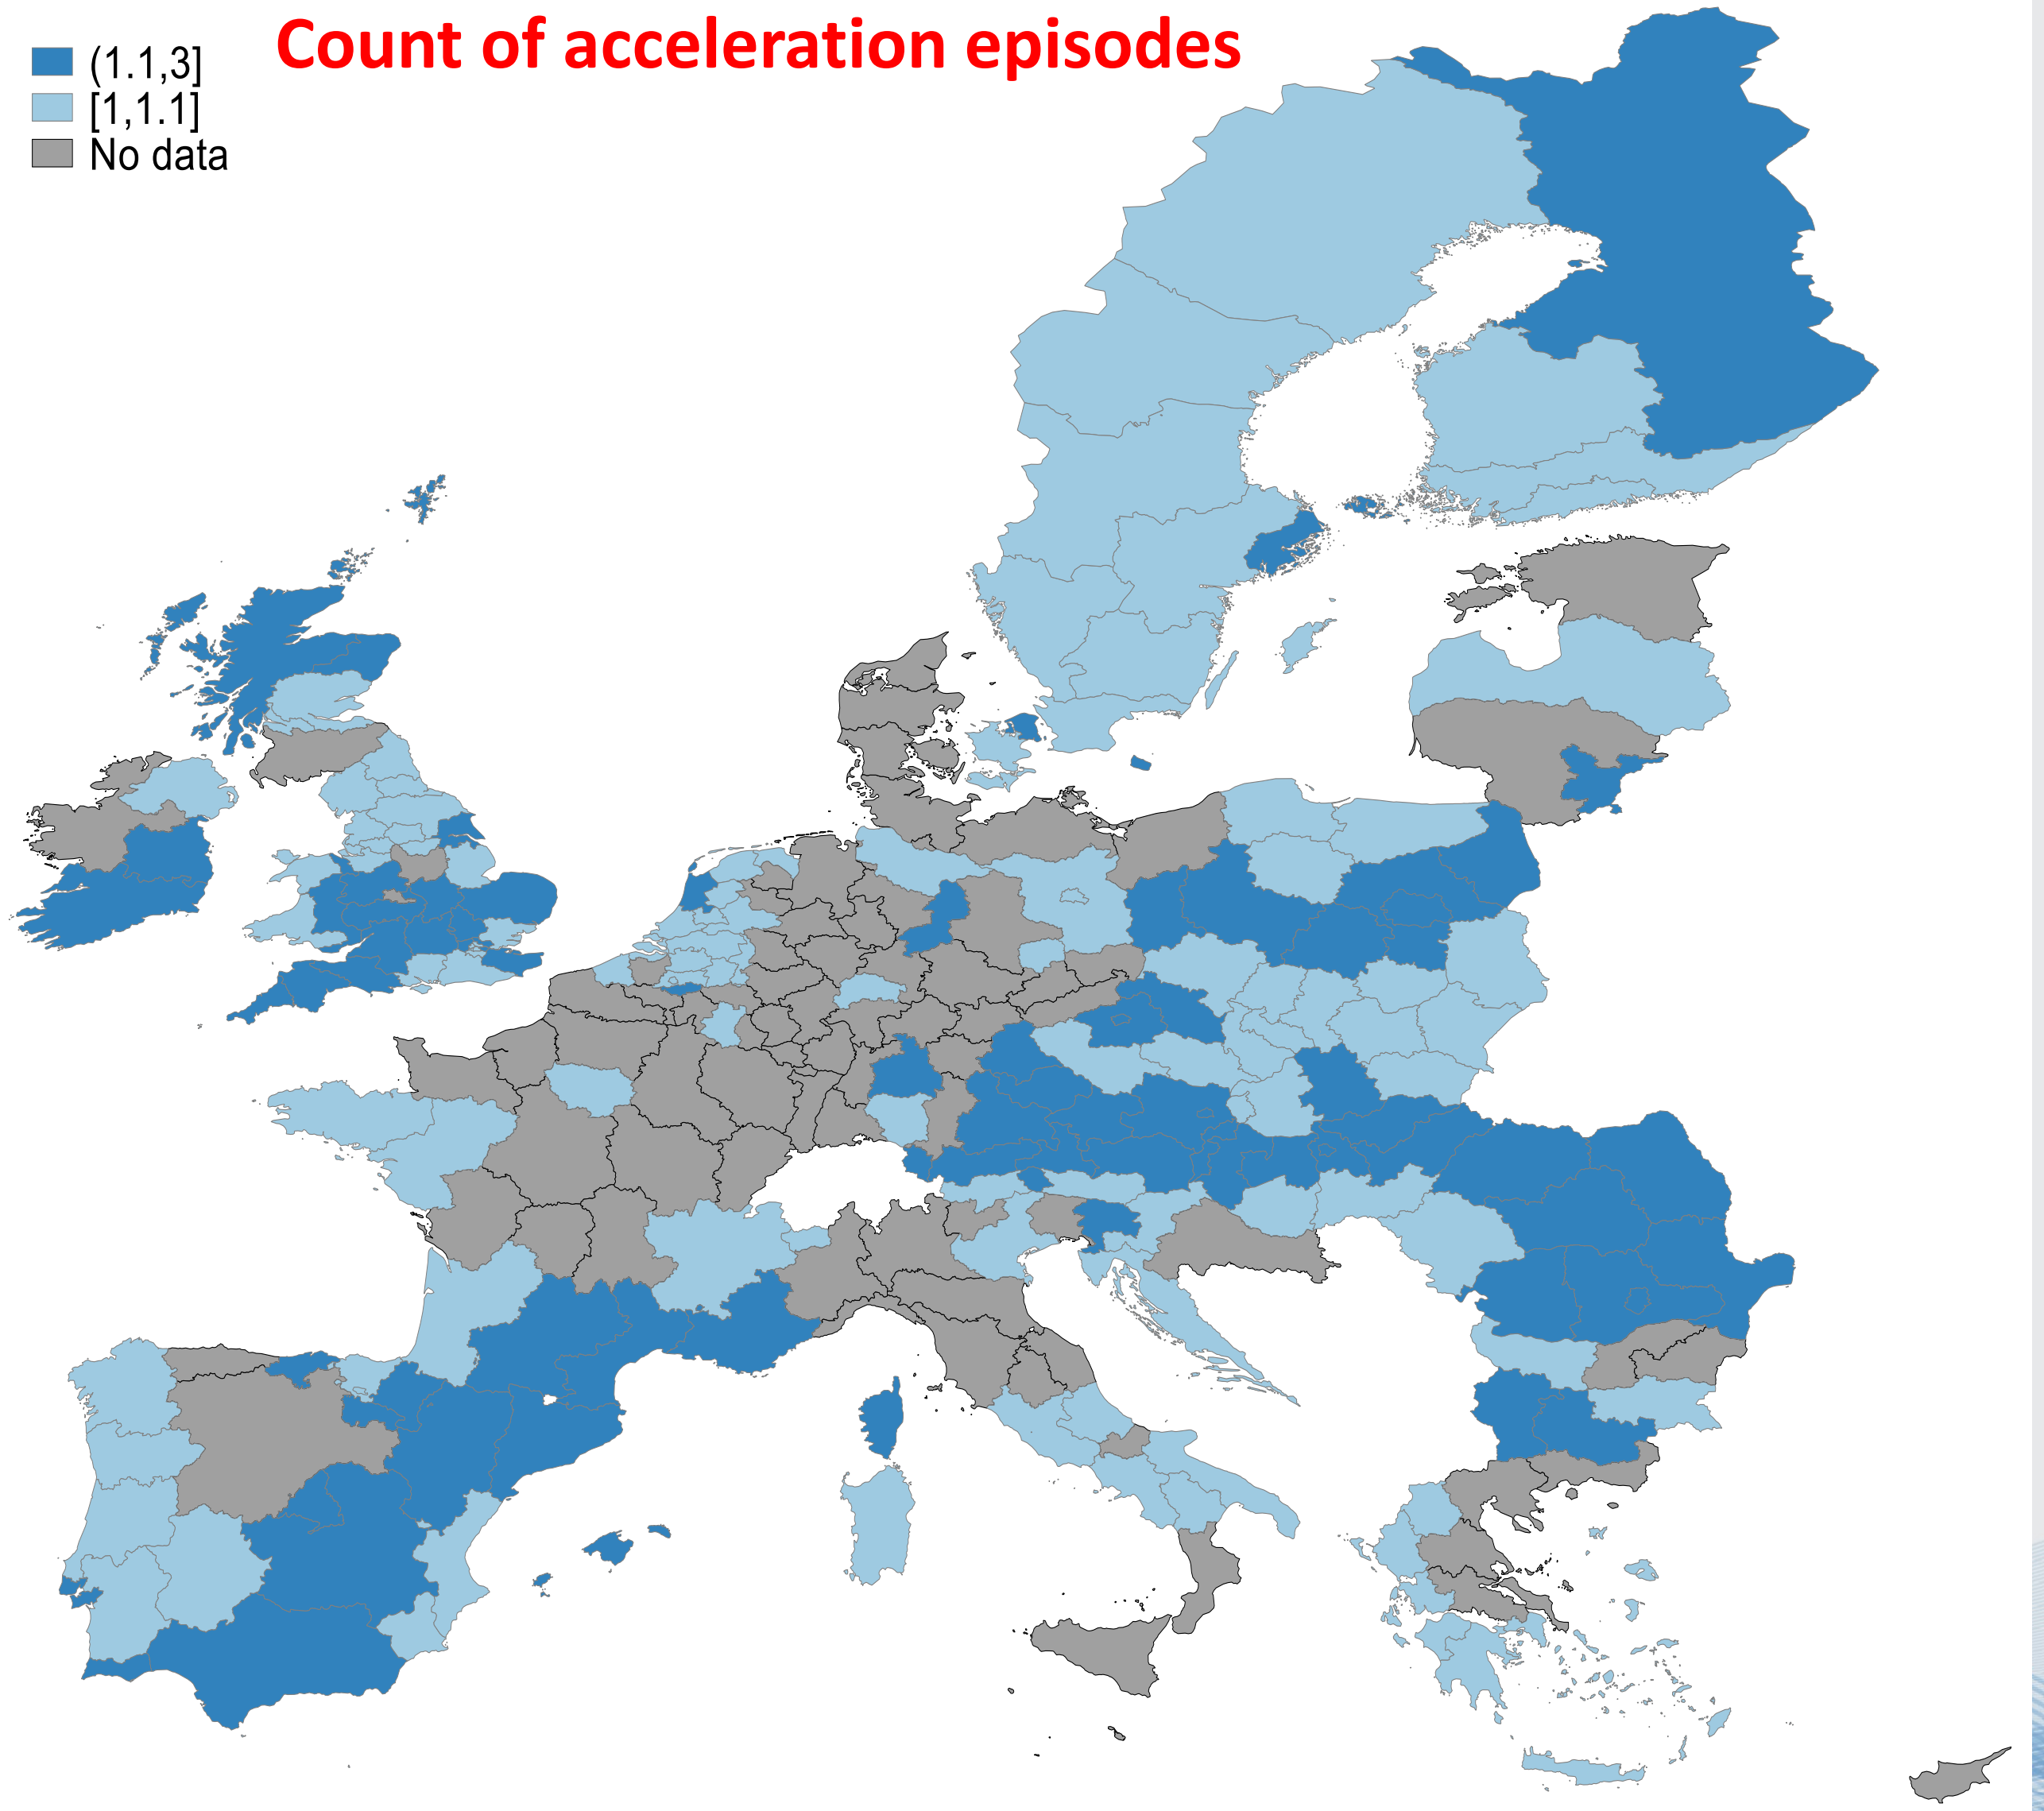 Count of acceleration episodes
(1.1,3]
[1,1.1]
No data